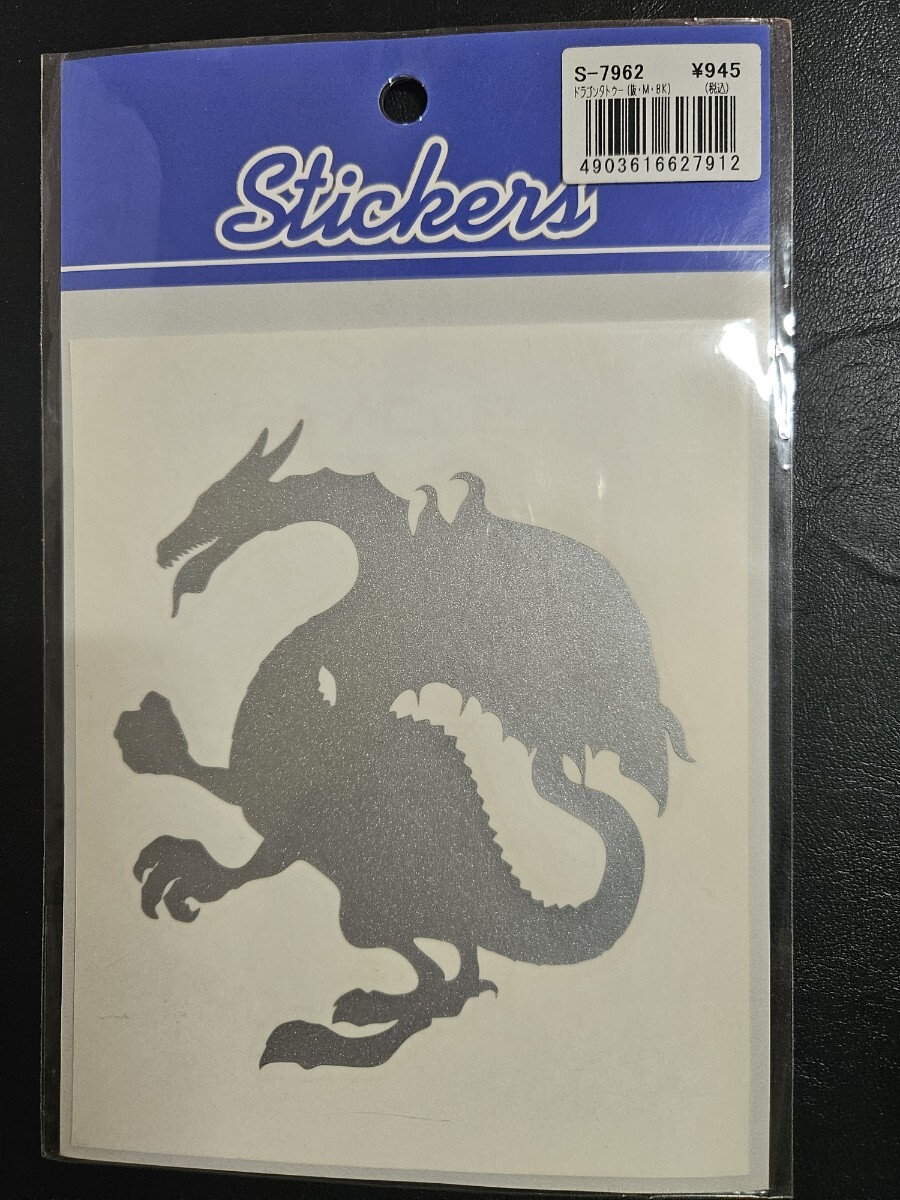 S-7962 ¥945
ドラゴンタトゥー(抜・M・BK) (税込)
4903616627912
Stickers